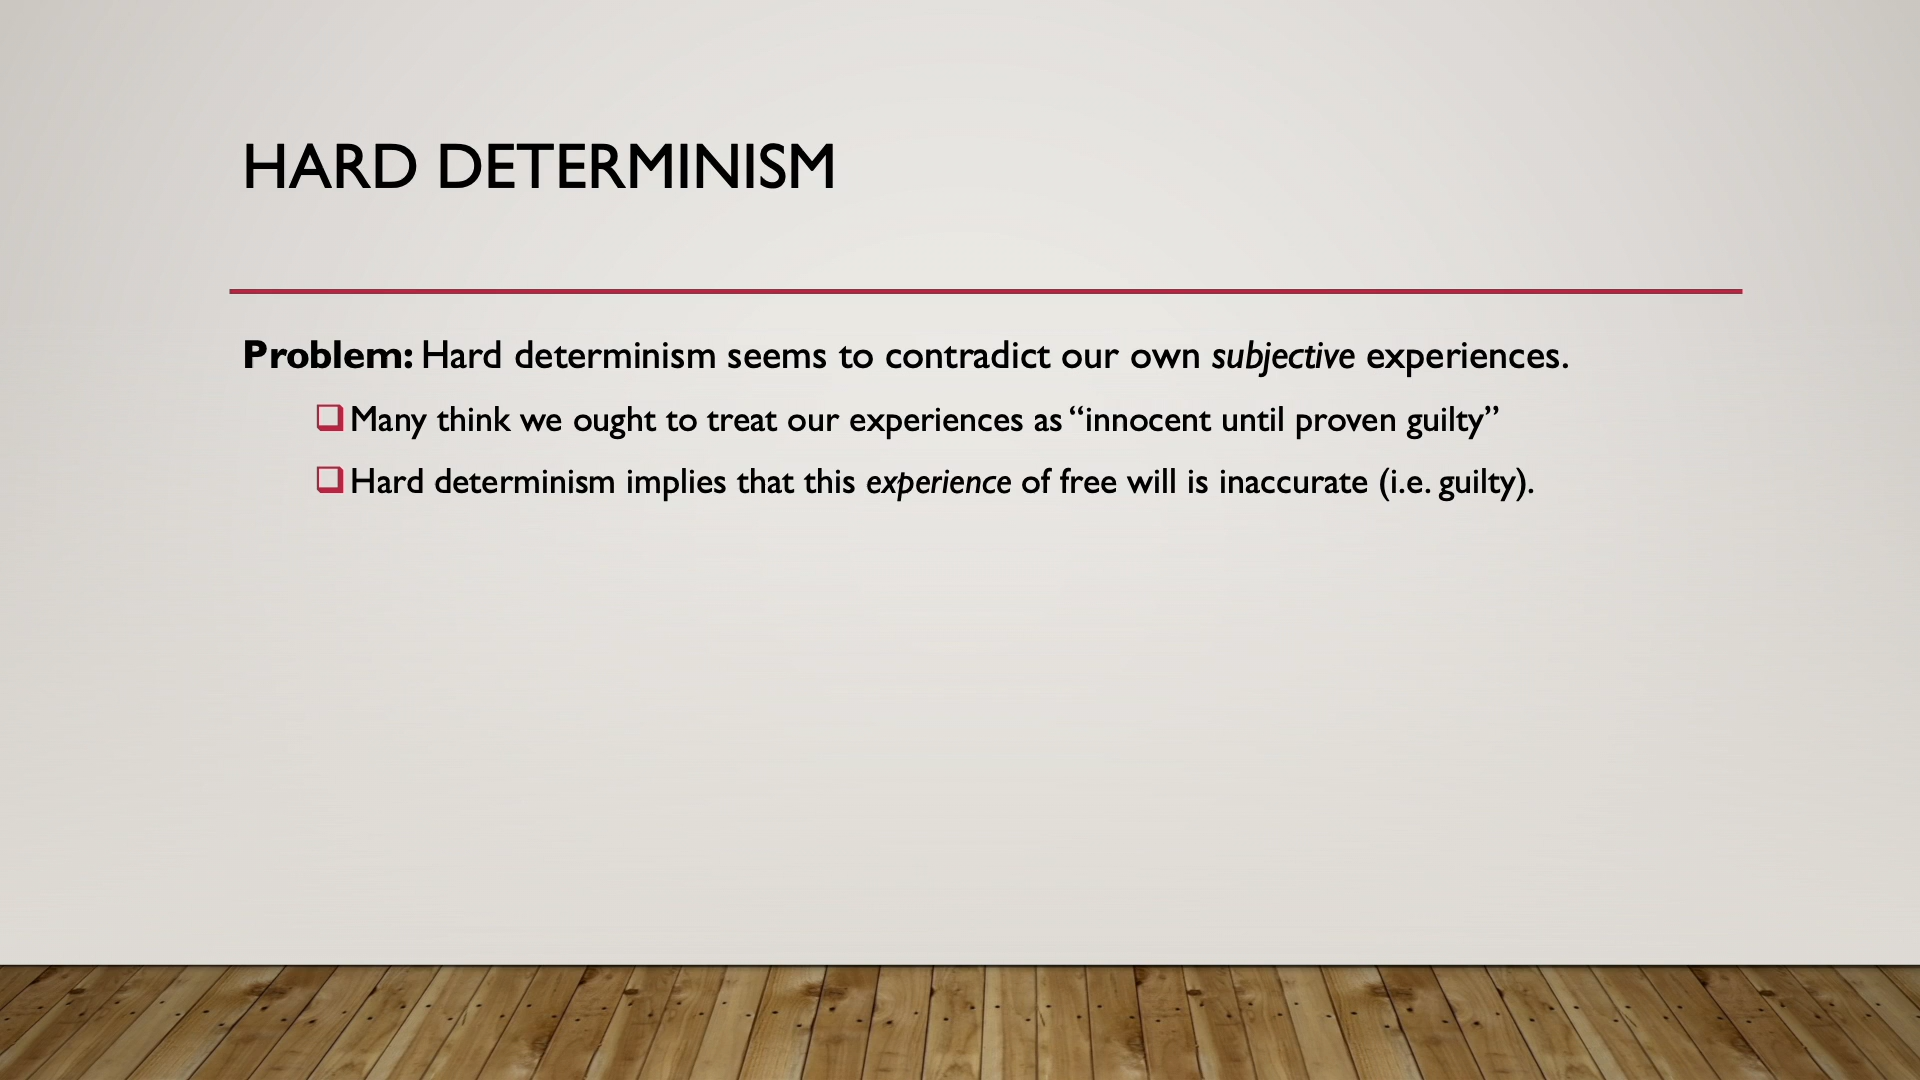 HARD DETERMINISM
Problem: Hard determinism seems to contradict our own subjective experiences.
Many think we ought to treat our experiences as “innocent until proven guilty”
Hard determinism implies that this experience of free will is inaccurate (i.e. guilty).